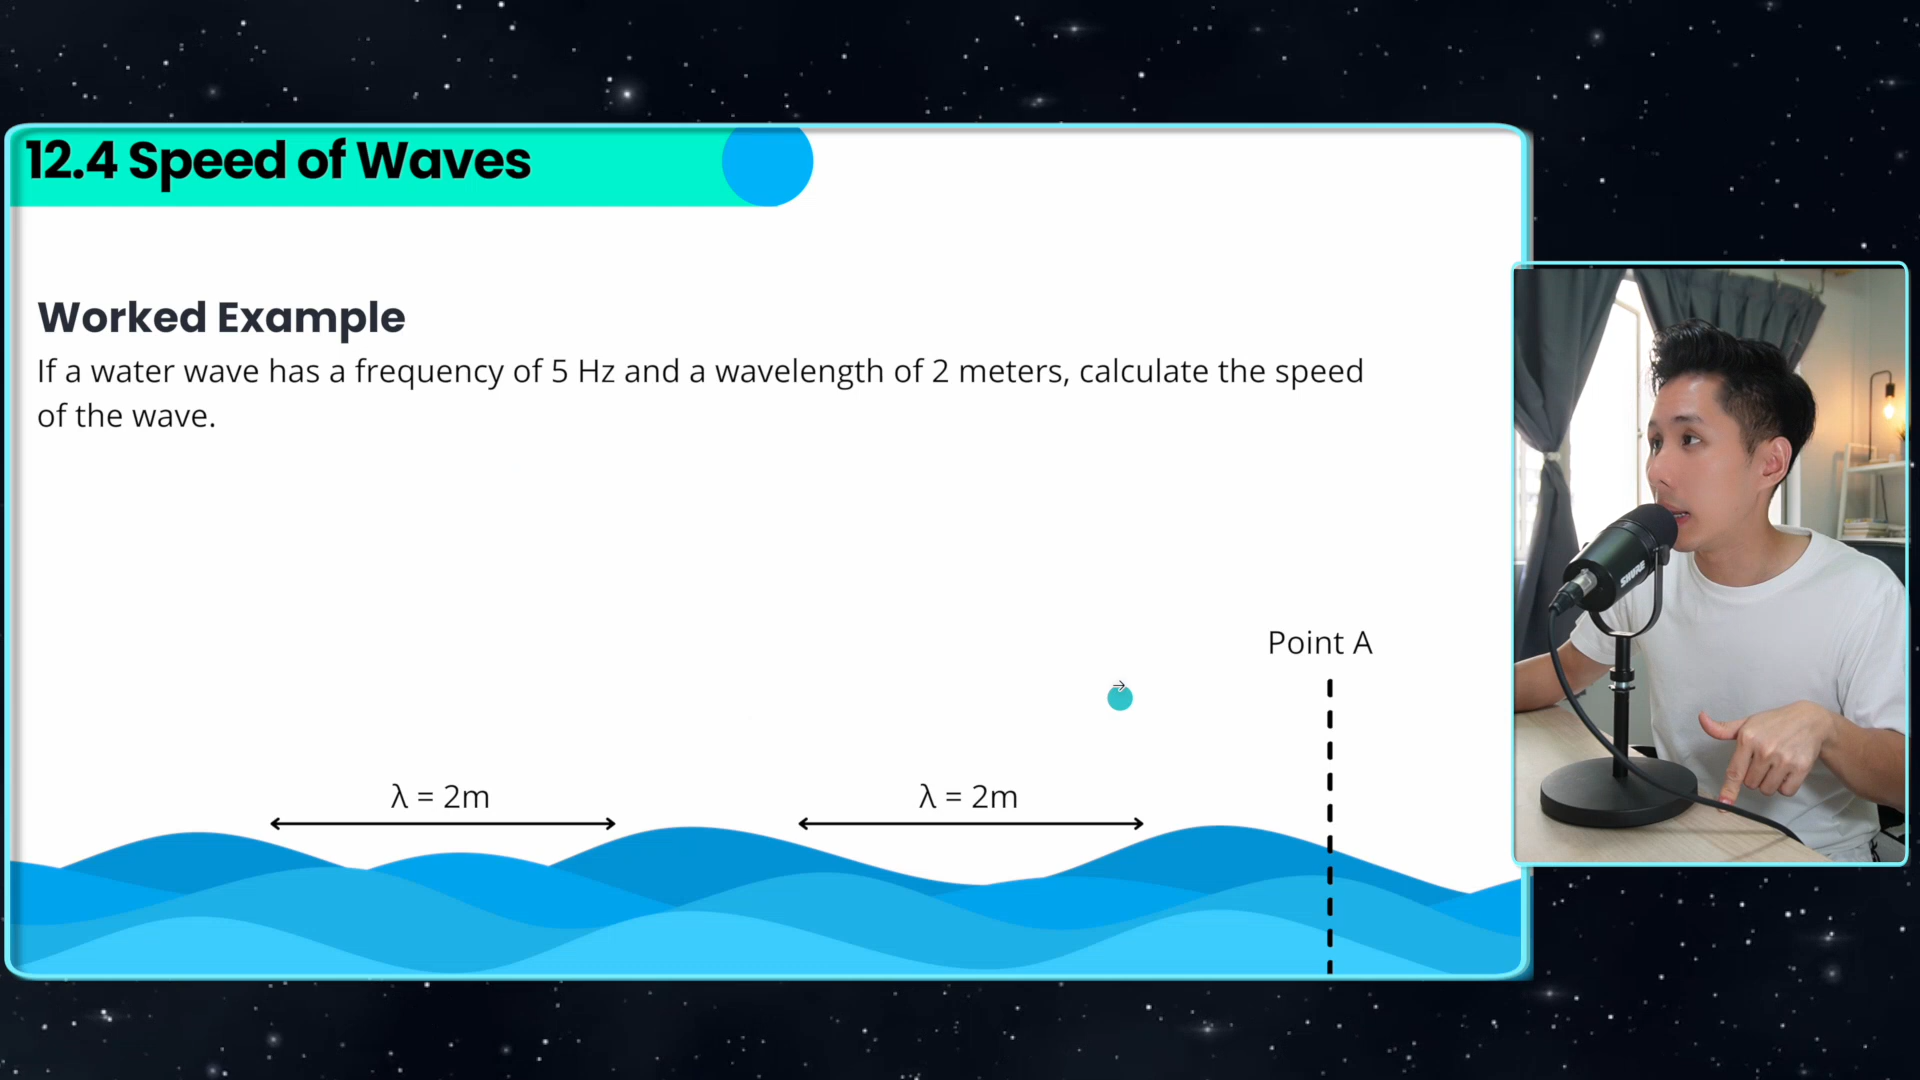 12.4 Speed of Waves
Worked Example
If a water wave has a frequency of 5 Hz and a wavelength of 2 meters, calculate the speed
of the wave.
Point A
λ = 2m
λ = 2m
SHURE